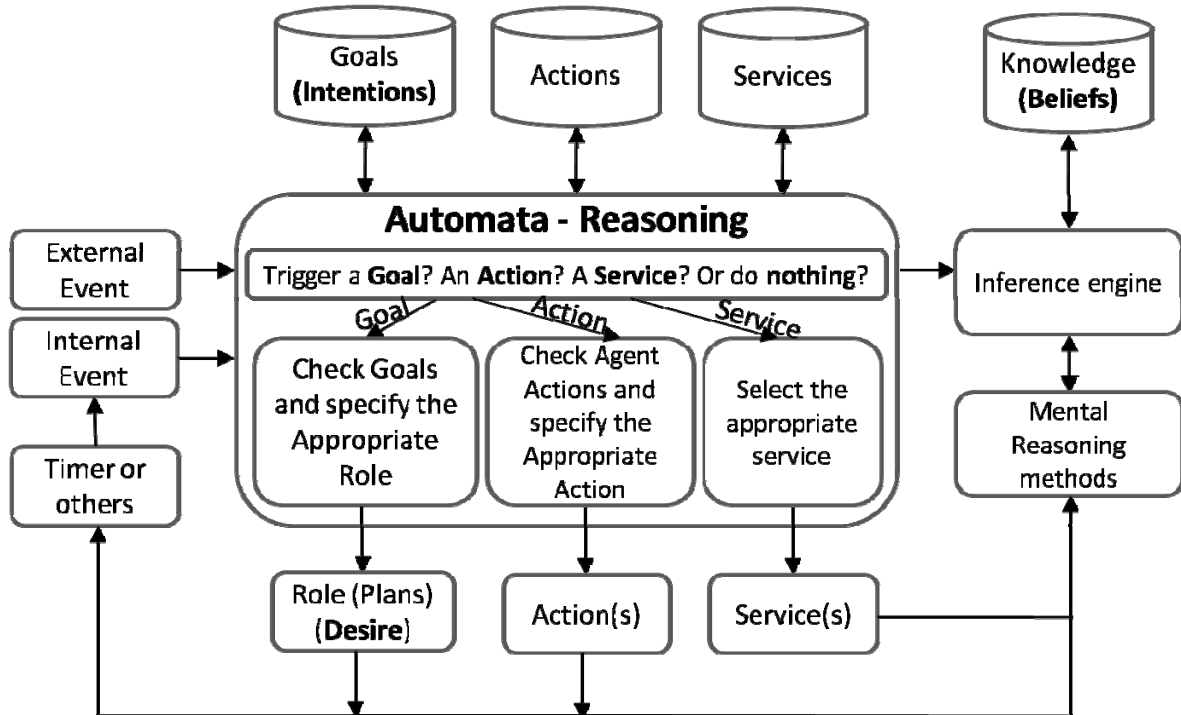 Goals
(Intentions)
Actions
Services
Knowledge
(Beliefs)
Automata - Reasoning
External
Event
Trigger a Goal? An Action? A Service? Or do nothing?
Inference engine
Goal
Action
Service
Internal
Event
Check Goals
and specify the
Appropriate
Role
Check Agent
Actions and
specify the
Appropriate
Action
Select the
appropriate
service
Mental
Reasoning
methods
Timer or
others
Role (Plans)
(Desire)
Action(s)
Service(s)